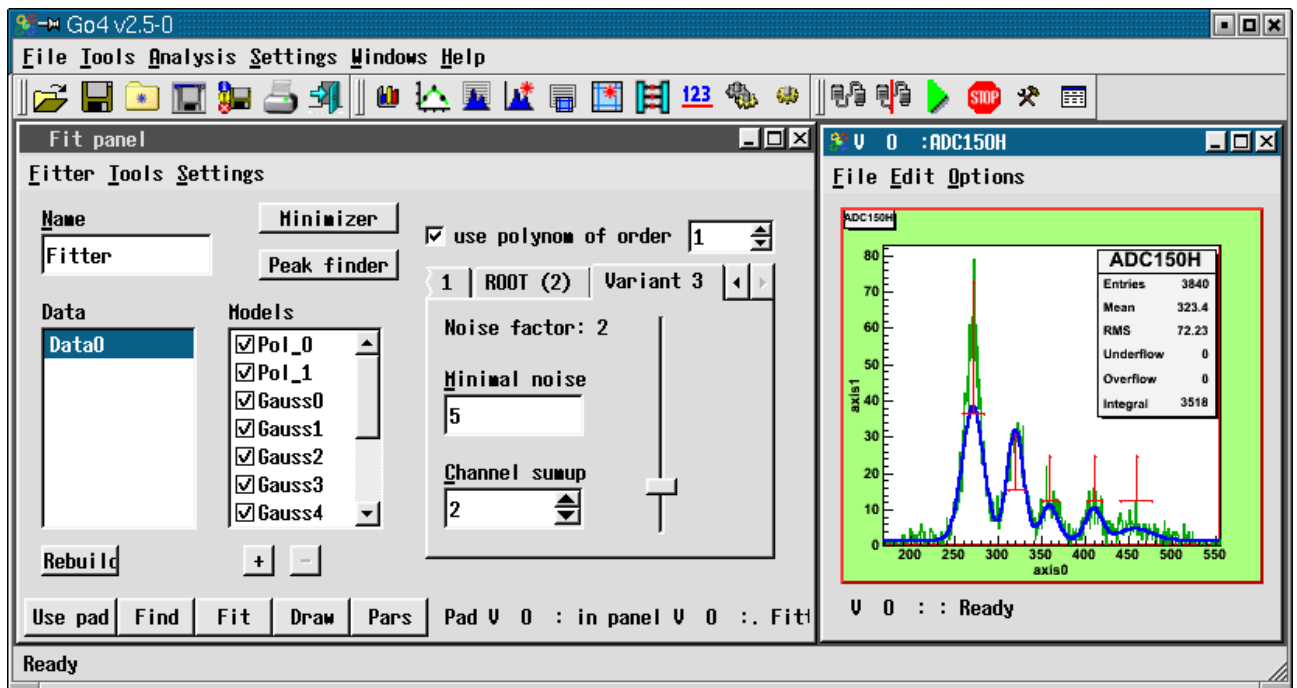 Go4 v2.5-0
File Tools Analysis Settings Windows Help
123
STOP
Fit panel
Fitter Tools Settings
Name
Fitter
Minimizer
Peak finder
use polynom of order 1
1 ROOT (2) Variant 3
Data
Data0
Models
Pol_0
Pol_1
Gauss0
Gauss1
Gauss2
Gauss3
Gauss4
Noise factor: 2
Minimal noise
5
Channel sumup
2
Rebuild
+ -
Use pad Find Fit Draw Pars Pad V 0 : in panel V 0 :. Fitt
V 0 :ADC150H
File Edit Options
ADC150H
ADC150H
Entries 3840
Mean 323.4
RMS 72.23
Underflow 0
Overflow 0
Integral 3518
axis1
80
70
60
50
40
30
20
10
0
200 250 300 350 400 450 500 550
axis0
V 0 : : Ready
Ready